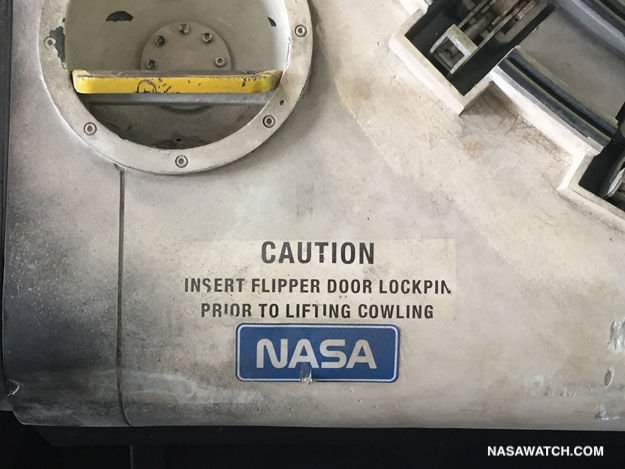 CAUTION
INSERT FLIPPER DOOR LOCKPIN
PRIOR TO LIFTING COWLING
NASA
NASAWATCH.COM